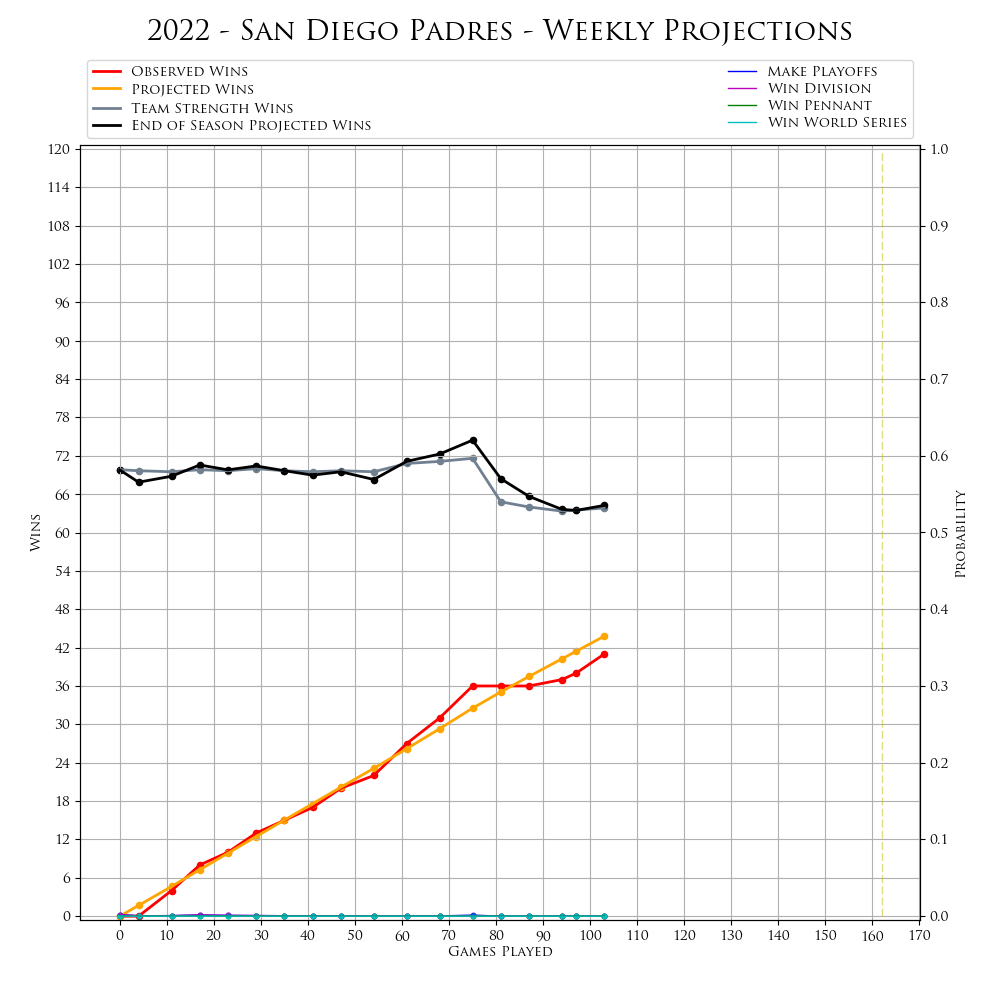 2022 - San Diego Padres - Weekly Projections
Observed Wins
Projected Wins
Team Strength Wins
End of Season Projected Wins
Make Playoffs
Win Division
Win Pennant
Win World Series
120
114
108
102
96
90
84
78
72
66
60
54
48
42
36
30
24
18
12
6
0
Wins
1.0
0.9
0.8
0.7
0.6
0.5
0.4
0.3
0.2
0.1
0.0
Probability
0 10 20 30 40 50 60 70 80 90 100 110 120 130 140 150 160 170
Games Played